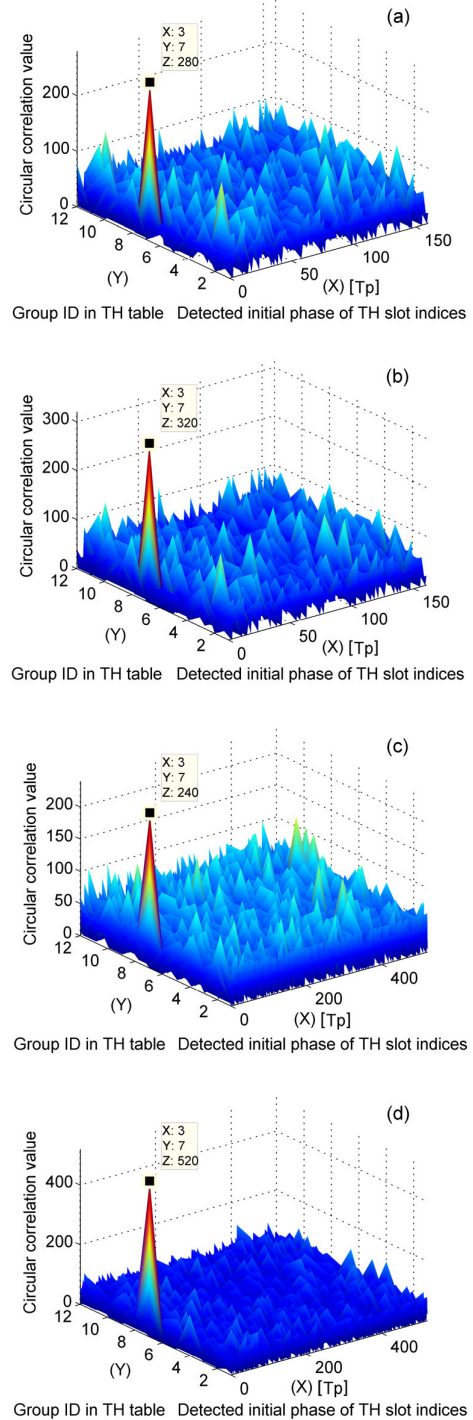 (a)
X: 3
Y: 7
Z: 280
Circular correlation value
200
100
0
12
10
8
6
4
2
0
50
100
150
(Y)
(X) [Tp]
Group ID in TH table Detected initial phase of TH slot indices
(b)
X: 3
Y: 7
Z: 320
Circular correlation value
300
200
100
0
12
10
8
6
4
2
0
50
100
150
(Y)
(X) [Tp]
Group ID in TH table Detected initial phase of TH slot indices
(c)
X: 3
Y: 7
Z: 240
Circular correlation value
200
150
100
50
0
12
10
8
6
4
2
0
200
400
(Y)
(X) [Tp]
Group ID in TH table Detected initial phase of TH slot indices
(d)
X: 3
Y: 7
Z: 520
Circular correlation value
400
200
0
12
10
8
6
4
2
0
200
400
(Y)
(X) [Tp]
Group ID in TH table Detected initial phase of TH slot indices